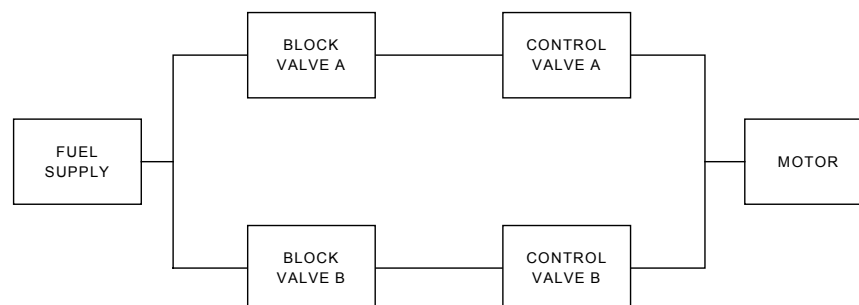 BLOCK
VALVE A
CONTROL
VALVE A
FUEL
SUPPLY
MOTOR
BLOCK
VALVE B
CONTROL
VALVE B